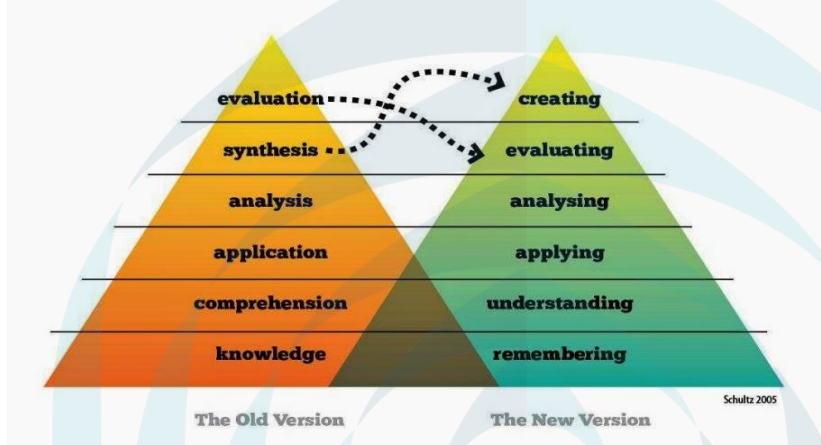 evaluation creating
synthesis evaluating
analysis analysing
application applying
comprehension understanding
knowledge remembering
Schultz 2005
The Old Version The New Version